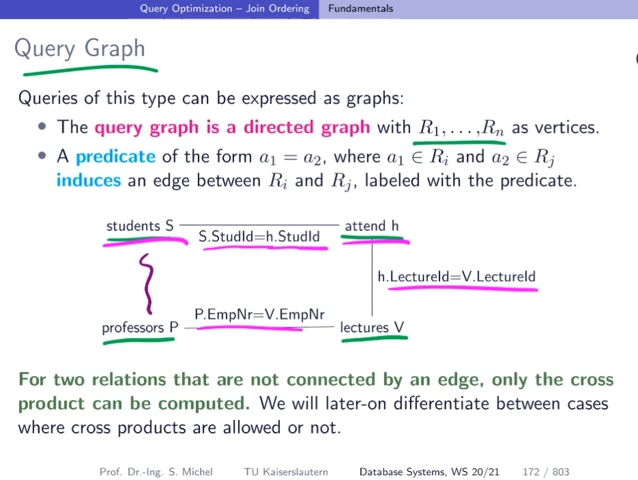 Query Optimization – Join Ordering Fundamentals
Query Graph
Queries of this type can be expressed as graphs:
• The query graph is a directed graph with R1, . . . ,Rn as vertices.
• A predicate of the form a1 = a2, where a1 ∈ Ri and a2 ∈ Rj
induces an edge between Ri and Rj, labeled with the predicate.
students S
attend h
S.StudId=h.StudId
h.LectureId=V.LectureId
P.EmpNr=V.EmpNr
professors P
lectures V
For two relations that are not connected by an edge, only the cross
product can be computed. We will later-on differentiate between cases
where cross products are allowed or not.
Prof. Dr.-Ing. S. Michel TU Kaiserslautern Database Systems, WS 20/21 172 / 803